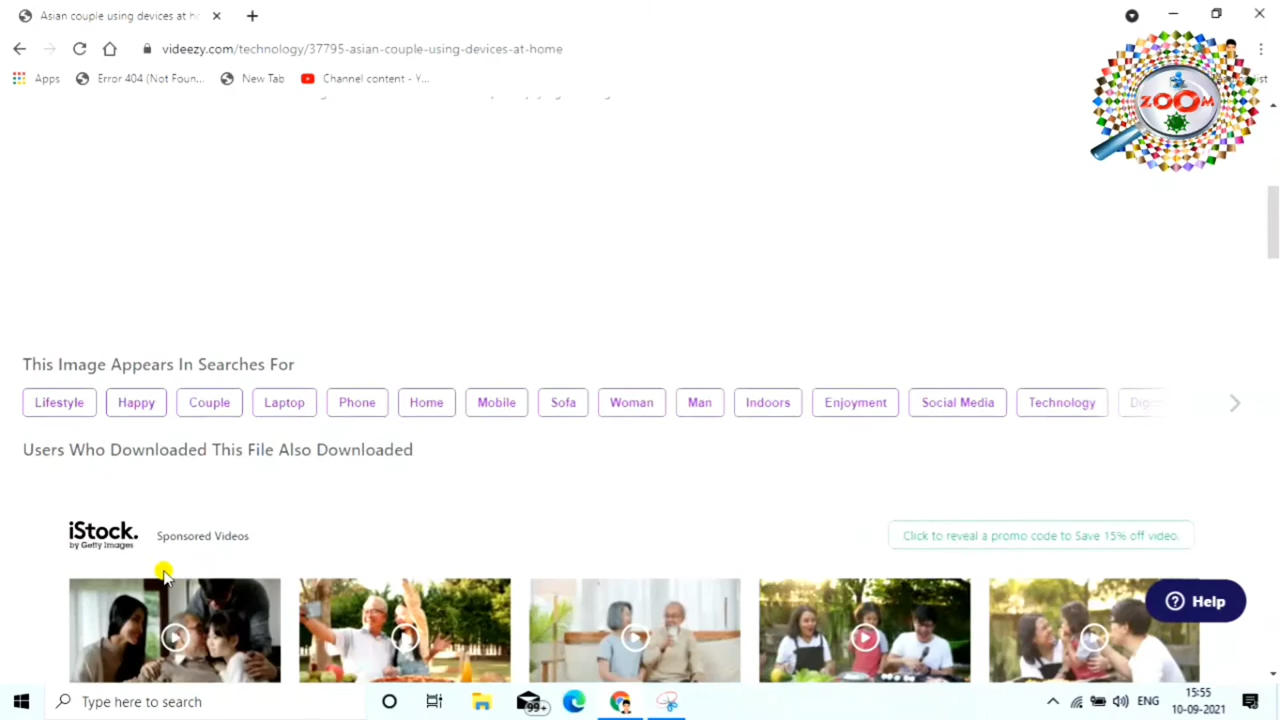 Asian couple using devices at h
videezy.com/technology/37795-asian-couple-using-devices-at-home
Apps Error 404 (Not Foun... New Tab Channel content - Y...
ZOOM
This Image Appears In Searches For
Lifestyle Happy Couple Laptop Phone Home Mobile Sofa Woman Man Indoors Enjoyment Social Media Technology
Users Who Downloaded This File Also Downloaded
iStock.
by Getty Images
Sponsored Videos
Click to reveal a promo code to Save 15% off video.
Help
Type here to search
99+
ENG
15:55
10-09-2021